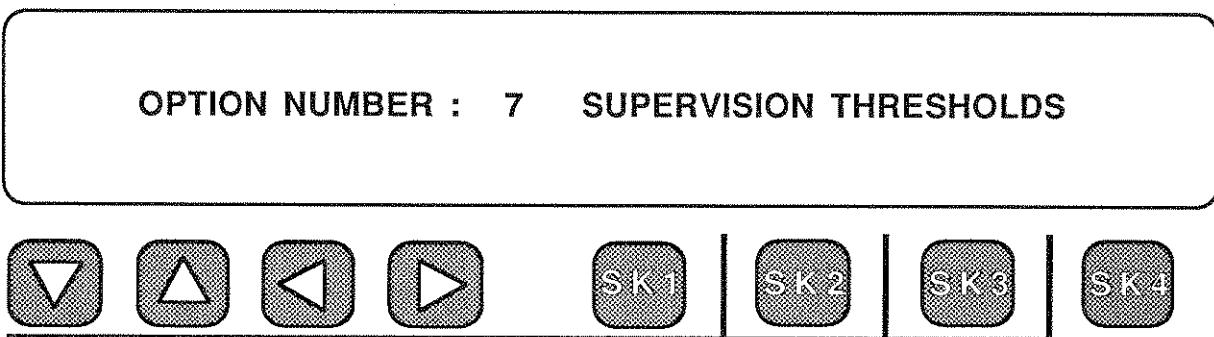 OPTION NUMBER : 7 SUPERVISION THRESHOLDS
SK1 SK2 SK3 SK4